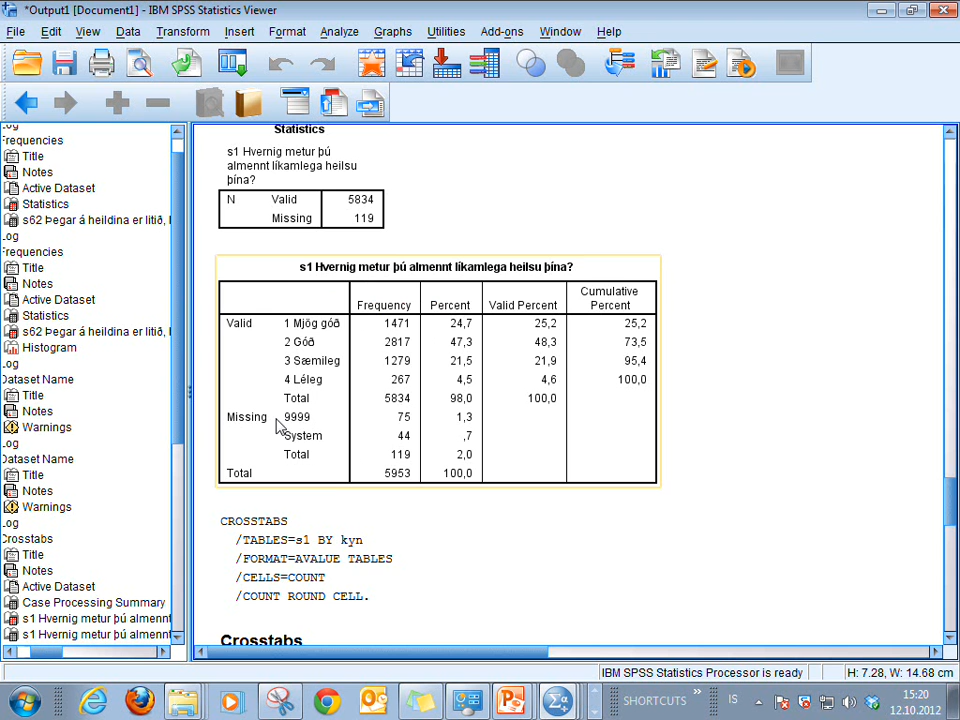 *Output1 [Document1] - IBM SPSS Statistics Viewer
File Edit View Data Transform Insert Format Analyze Graphs Utilities Add-ons Window Help
Log
Frequencies
Title
Notes
Active Dataset
Statistics
s62 Þegar á heildina er litið,
Log
Frequencies
Title
Notes
Active Dataset
Statistics
s62 Þegar á heildina er litið,
Histogram
Log
Dataset Name
Title
Notes
Warnings
Log
Dataset Name
Title
Notes
Warnings
Log
Crosstabs
Title
Notes
Active Dataset
Case Processing Summary
s1 Hvernig metur þú almennt
s1 Hvernig metur þú almennt
Statistics
s1 Hvernig metur þú
almennt líkamlega heilsu
þína?
N Valid 5834
Missing 119
s1 Hvernig metur þú almennt líkamlega heilsu þína?
Frequency Percent Valid Percent Cumulative Percent
Valid 1 Mjög góð 1471 24,7 25,2 25,2
2 Góð 2817 47,3 48,3 73,5
3 Sæmileg 1279 21,5 21,9 95,4
4 Léleg 267 4,5 4,6 100,0
Total 5834 98,0 100,0
Missing 9999 75 1,3
System 44 ,7
Total 119 2,0
Total 5953 100,0
CROSSTABS
/TABLES=s1 BY kyn
/FORMAT=AVALUE TABLES
/CELLS=COUNT
/COUNT ROUND CELL.
Crosstabs
IBM SPSS Statistics Processor is ready H: 7.28, W: 14.68 cm
SHORTCUTS » IS 15:20
12.10.2012